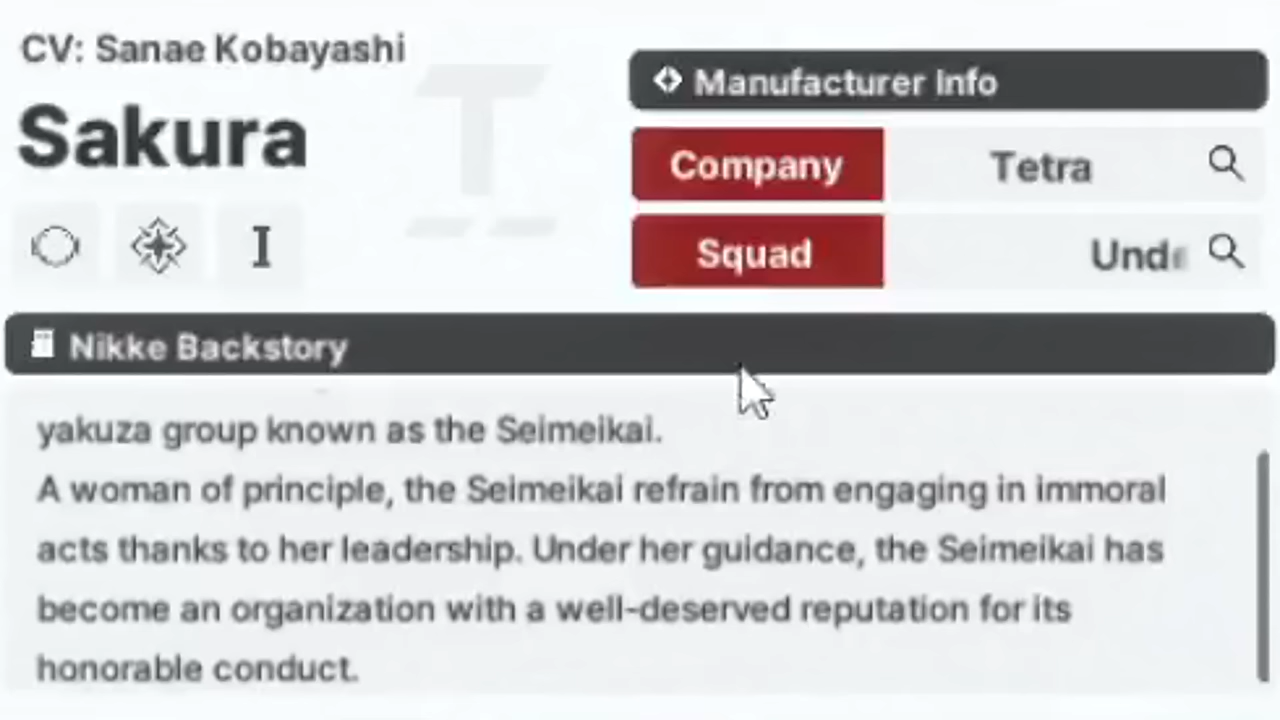 CV: Sanae Kobayashi
Sakura
I
Manufacturer Info
Company Tetra
Squad
Nikke Backstory
yakuza group known as the Seimeikai.
A woman of principle, the Seimeikai refrain from engaging in immoral
acts thanks to her leadership. Under her guidance, the Seimeikai has
become an organization with a well-deserved reputation for its
honorable conduct.